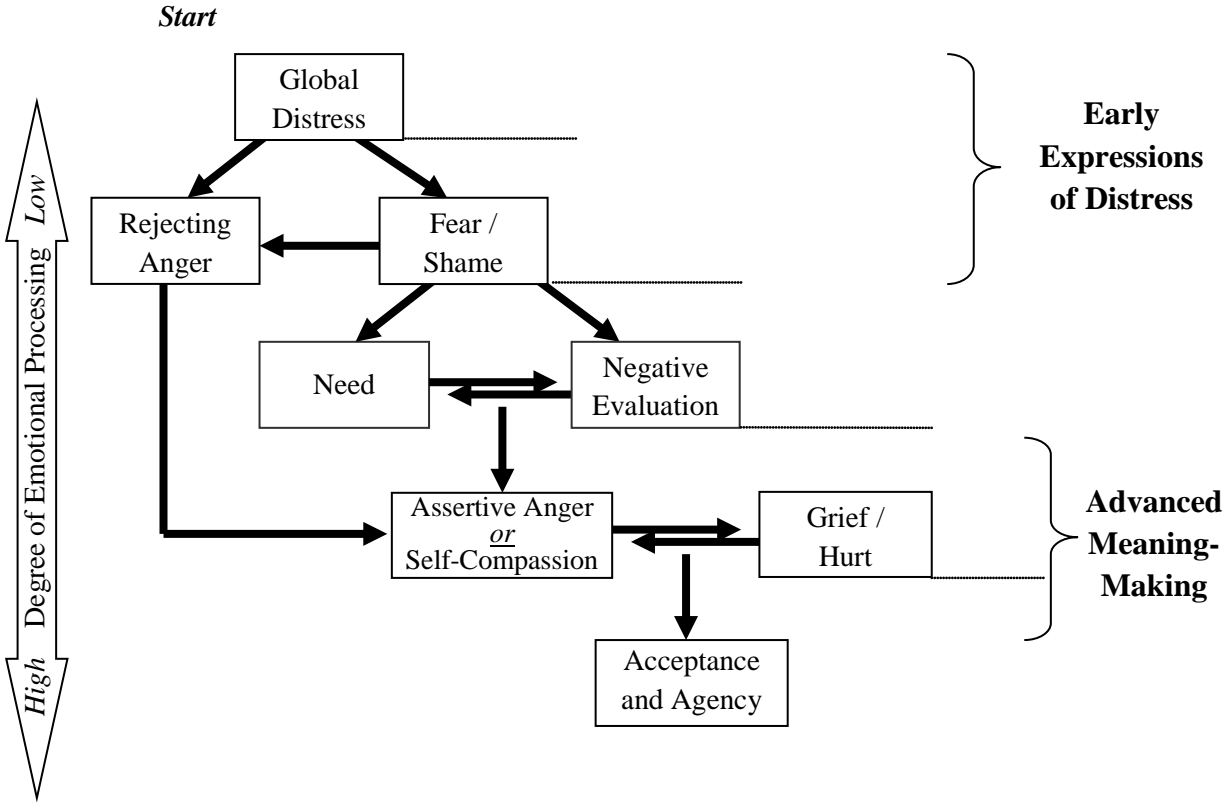 Start
Global
Distress
Early
Expressions
of Distress
Rejecting
Anger
Fear /
Shame
Need
Negative
Evaluation
Assertive Anger
or
Self-Compassion
Grief /
Hurt
Advanced
Meaning-
Making
Acceptance
and Agency
High Degree of Emotional Processing Low